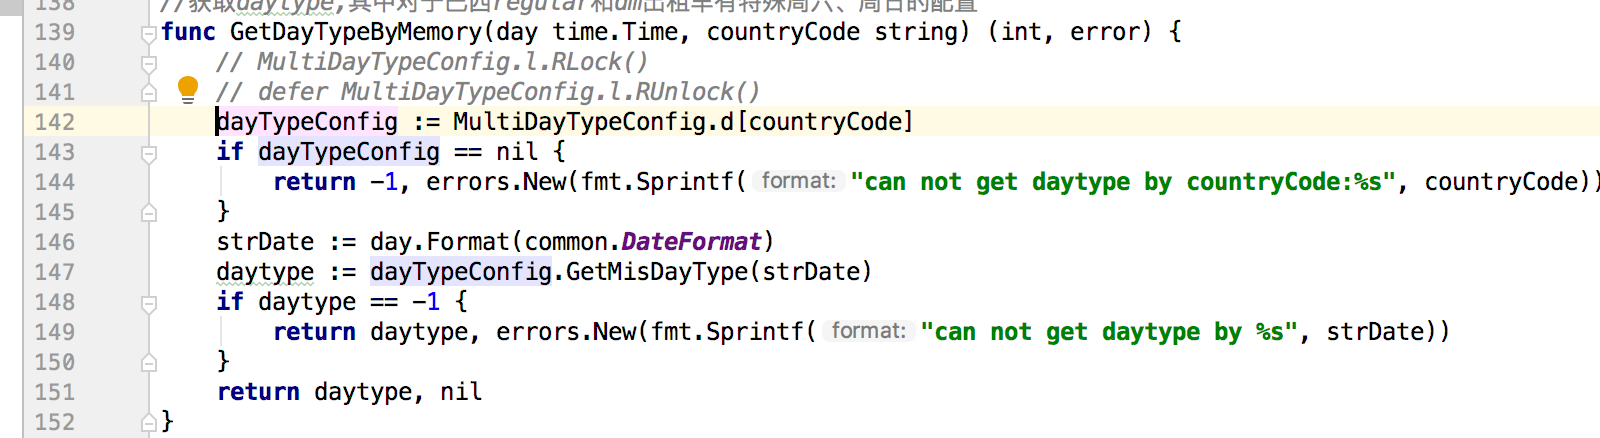 138 //获取daytype,其中对于巴西regular和dm出租车有特殊周六、周日的配置
139 func GetDayTypeByMemory(day time.Time, countryCode string) (int, error) {
140 // MultiDayTypeConfig.l.RLock()
141 // defer MultiDayTypeConfig.l.RUnlock()
142 dayTypeConfig := MultiDayTypeConfig.d[countryCode]
143 if dayTypeConfig == nil {
144 return -1, errors.New(fmt.Sprintf( format: "can not get daytype by countryCode:%s", countryCode))
145 }
146 strDate := day.Format(common.DateFormat)
147 daytype := dayTypeConfig.GetMisDayType(strDate)
148 if daytype == -1 {
149 return daytype, errors.New(fmt.Sprintf( format: "can not get daytype by %s", strDate))
150 }
151 return daytype, nil
152 }